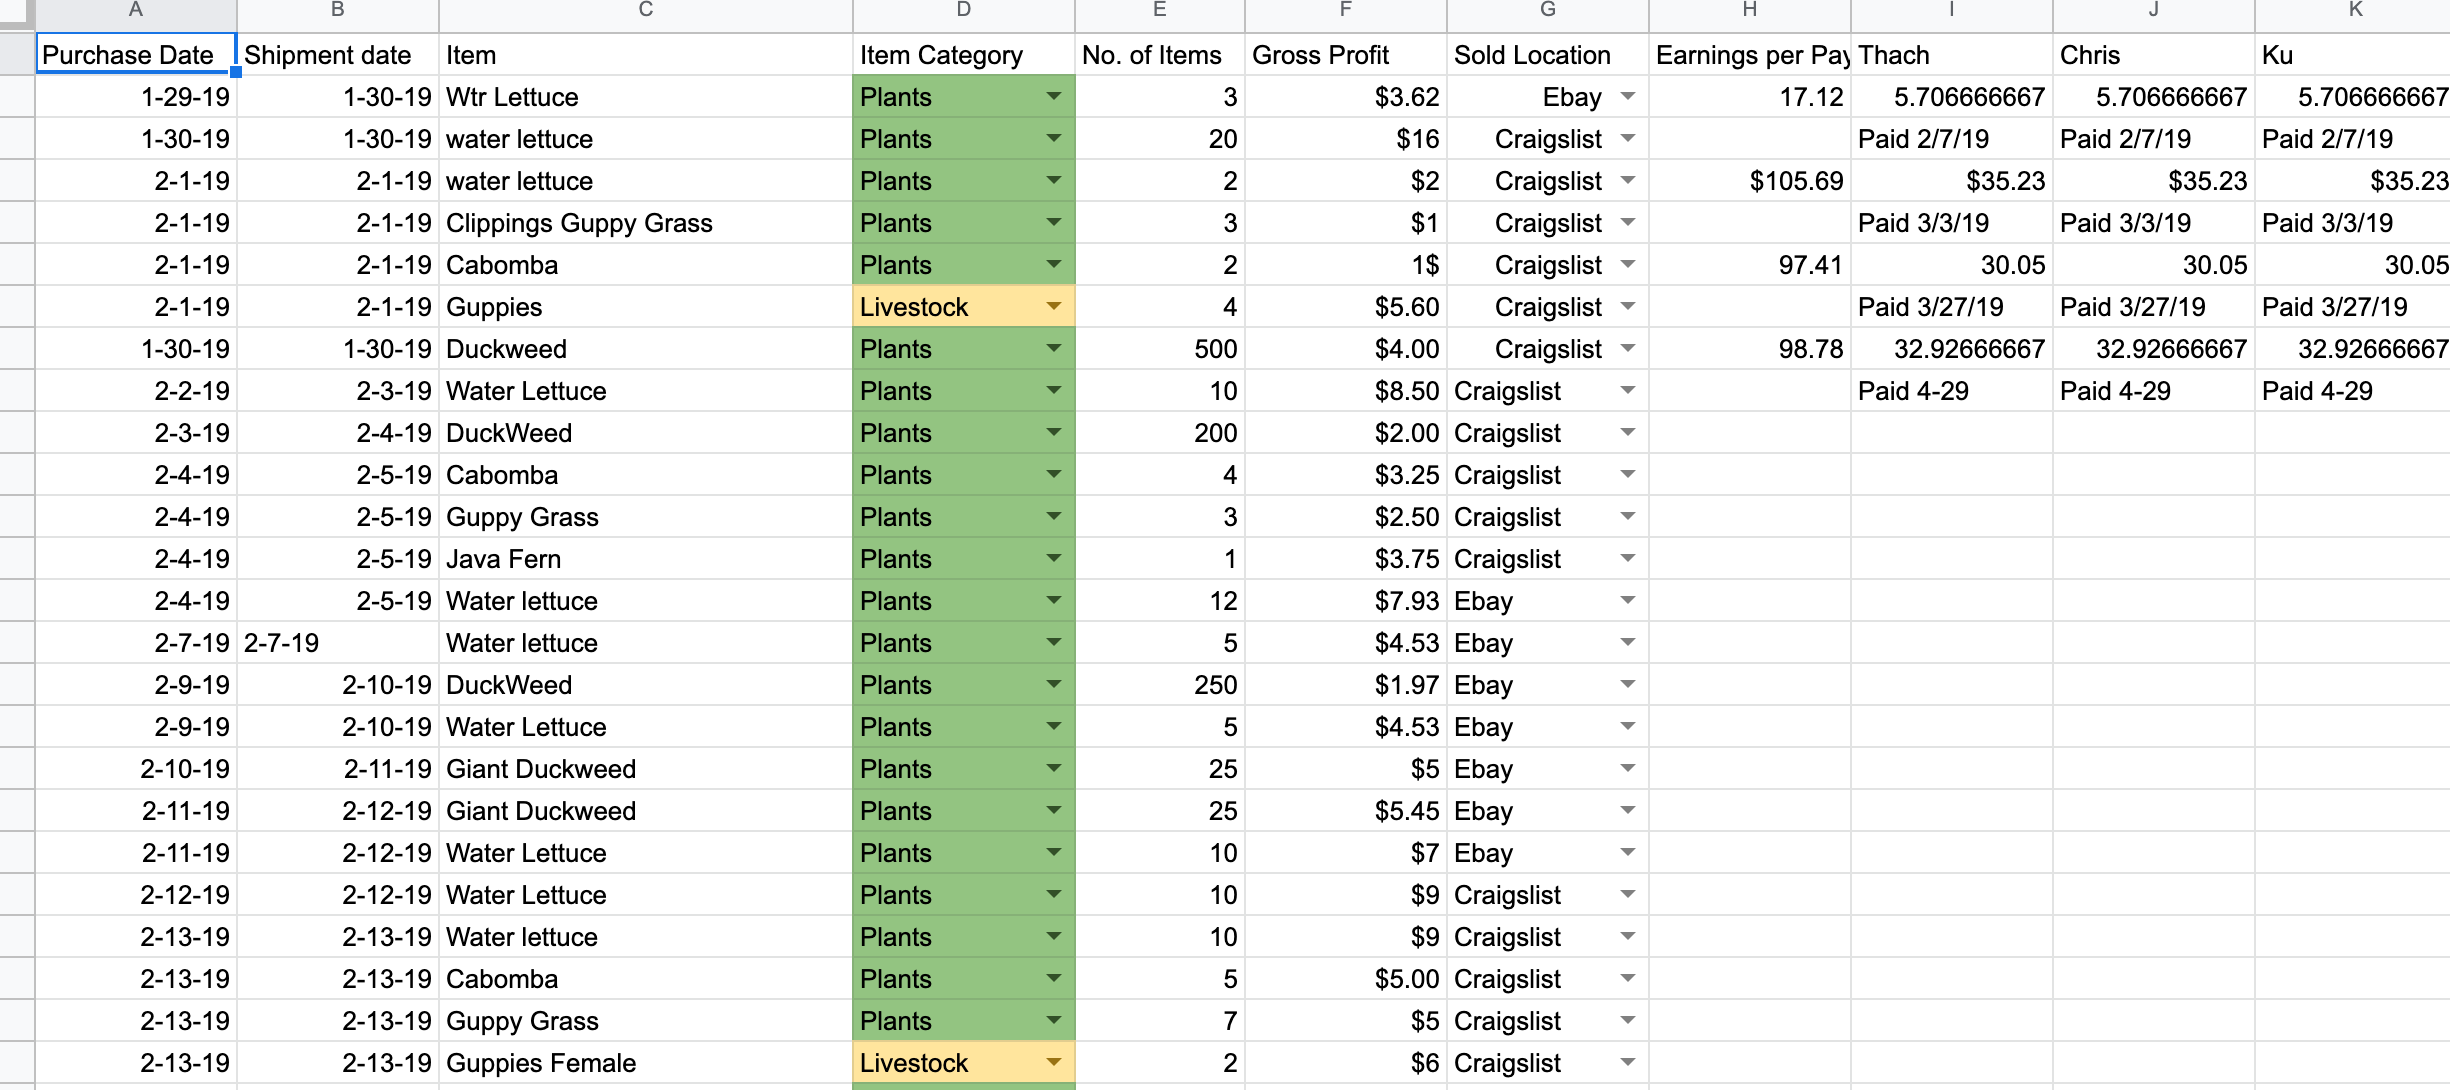 A B C D E F G H I J K
Purchase Date Shipment date Item Item Category No. of Items Gross Profit Sold Location Earnings per Pay Thach Chris Ku
1-29-19 1-30-19 Wtr Lettuce Plants 3 $3.62 Ebay 17.12 5.706666667 5.706666667 5.706666667
1-30-19 1-30-19 water lettuce Plants 20 $16 Craigslist Paid 2/7/19 Paid 2/7/19 Paid 2/7/19
2-1-19 2-1-19 water lettuce Plants 2 $2 Craigslist $105.69 $35.23 $35.23 $35.23
2-1-19 2-1-19 Clippings Guppy Grass Plants 3 $1 Craigslist Paid 3/3/19 Paid 3/3/19 Paid 3/3/19
2-1-19 2-1-19 Cabomba Plants 2 1$ Craigslist 97.41 30.05 30.05 30.05
2-1-19 2-1-19 Guppies Livestock 4 $5.60 Craigslist Paid 3/27/19 Paid 3/27/19 Paid 3/27/19
1-30-19 1-30-19 Duckweed Plants 500 $4.00 Craigslist 98.78 32.92666667 32.92666667 32.92666667
2-2-19 2-3-19 Water Lettuce Plants 10 $8.50 Craigslist Paid 4-29 Paid 4-29 Paid 4-29
2-3-19 2-4-19 DuckWeed Plants 200 $2.00 Craigslist
2-4-19 2-5-19 Cabomba Plants 4 $3.25 Craigslist
2-4-19 2-5-19 Guppy Grass Plants 3 $2.50 Craigslist
2-4-19 2-5-19 Java Fern Plants 1 $3.75 Craigslist
2-4-19 2-5-19 Water lettuce Plants 12 $7.93 Ebay
2-7-19 2-7-19 Water lettuce Plants 5 $4.53 Ebay
2-9-19 2-10-19 DuckWeed Plants 250 $1.97 Ebay
2-9-19 2-10-19 Water Lettuce Plants 5 $4.53 Ebay
2-10-19 2-11-19 Giant Duckweed Plants 25 $5 Ebay
2-11-19 2-12-19 Giant Duckweed Plants 25 $5.45 Ebay
2-11-19 2-12-19 Water Lettuce Plants 10 $7 Ebay
2-12-19 2-12-19 Water Lettuce Plants 10 $9 Craigslist
2-13-19 2-13-19 Water lettuce Plants 10 $9 Craigslist
2-13-19 2-13-19 Cabomba Plants 5 $5.00 Craigslist
2-13-19 2-13-19 Guppy Grass Plants 7 $5 Craigslist
2-13-19 2-13-19 Guppies Female Livestock 2 $6 Craigslist